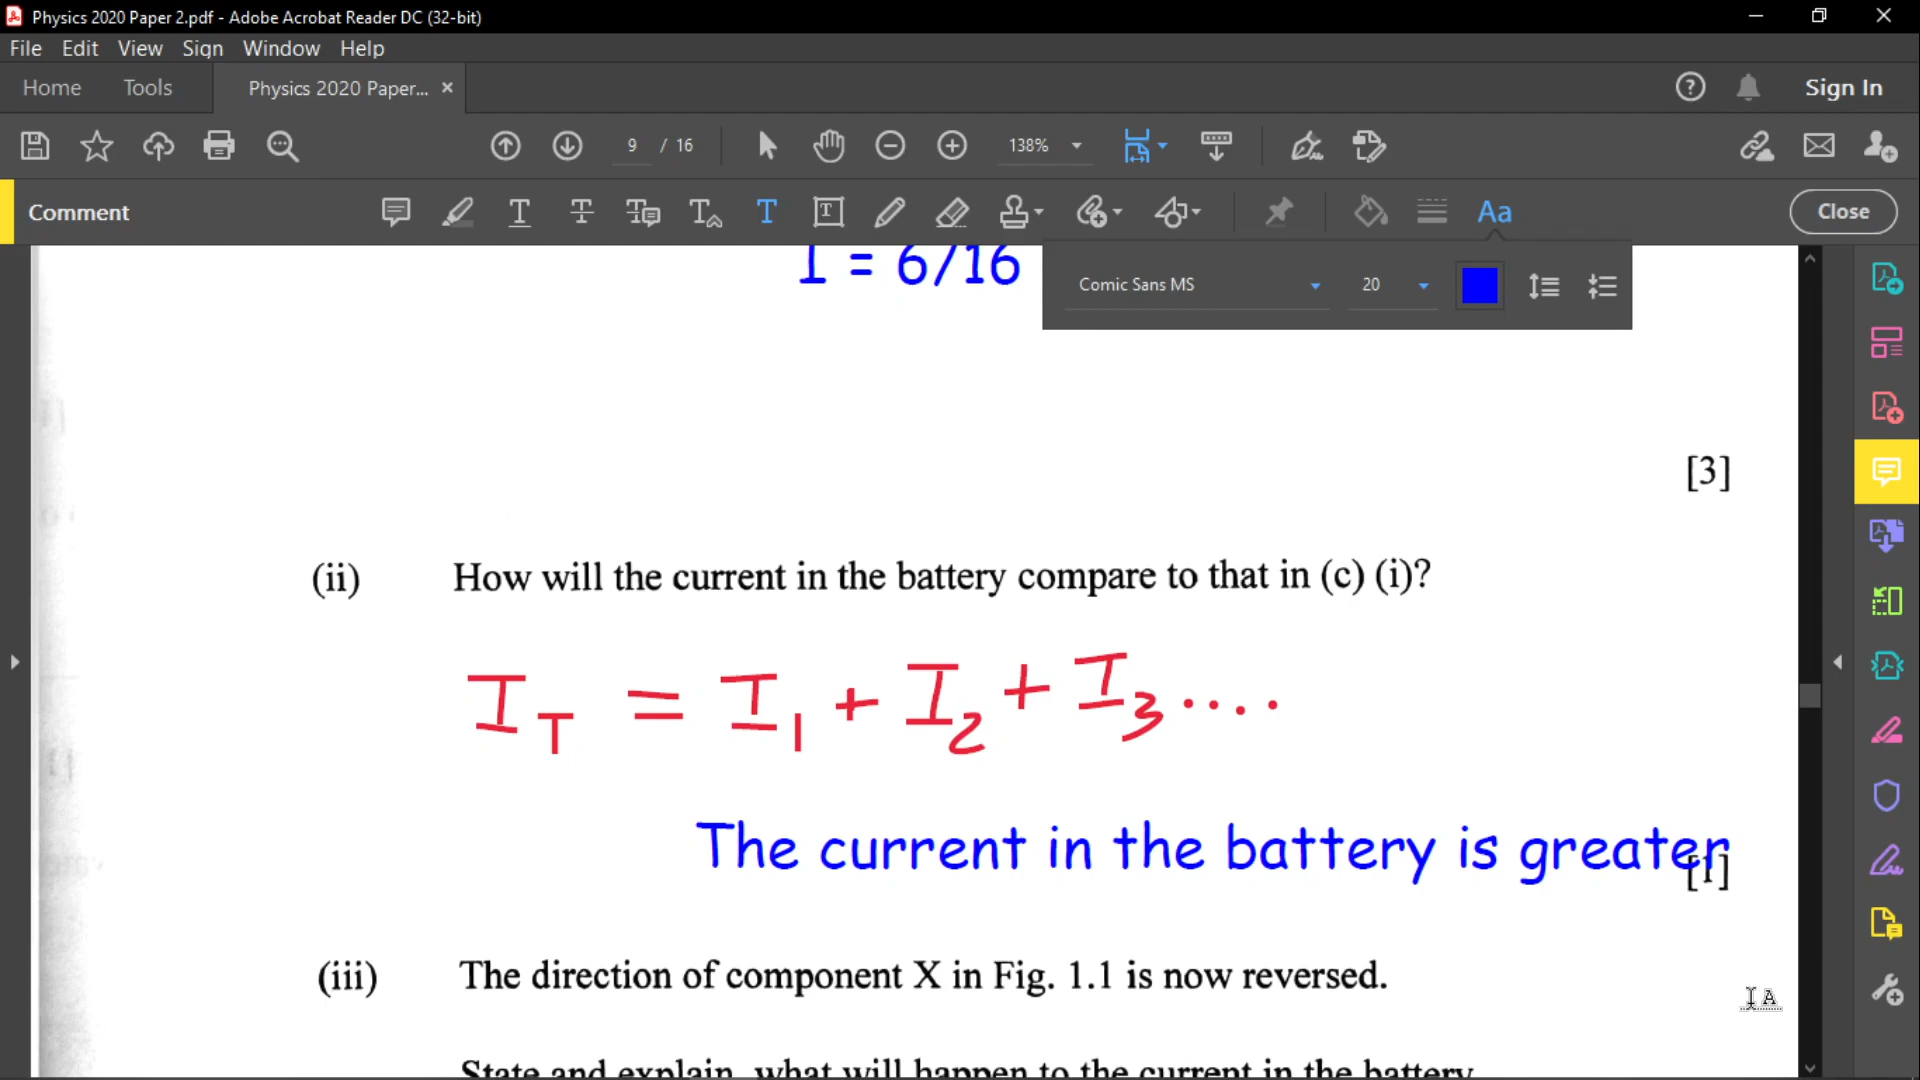 Physics 2020 Paper 2.pdf - Adobe Acrobat Reader DC (32-bit)
File Edit View Sign Window Help
Home Tools Physics 2020 Paper... × Sign In
9 / 16 138%
Comment Aa Close
Comic Sans MS 20
I = 6/16
[3]
(ii) How will the current in the battery compare to that in (c) (i)?
I_T = I_1 + I_2 + I_3 ....
The current in the battery is greater
[1]
(iii) The direction of component X in Fig. 1.1 is now reversed.
State and explain, what will happen to the current in the battery